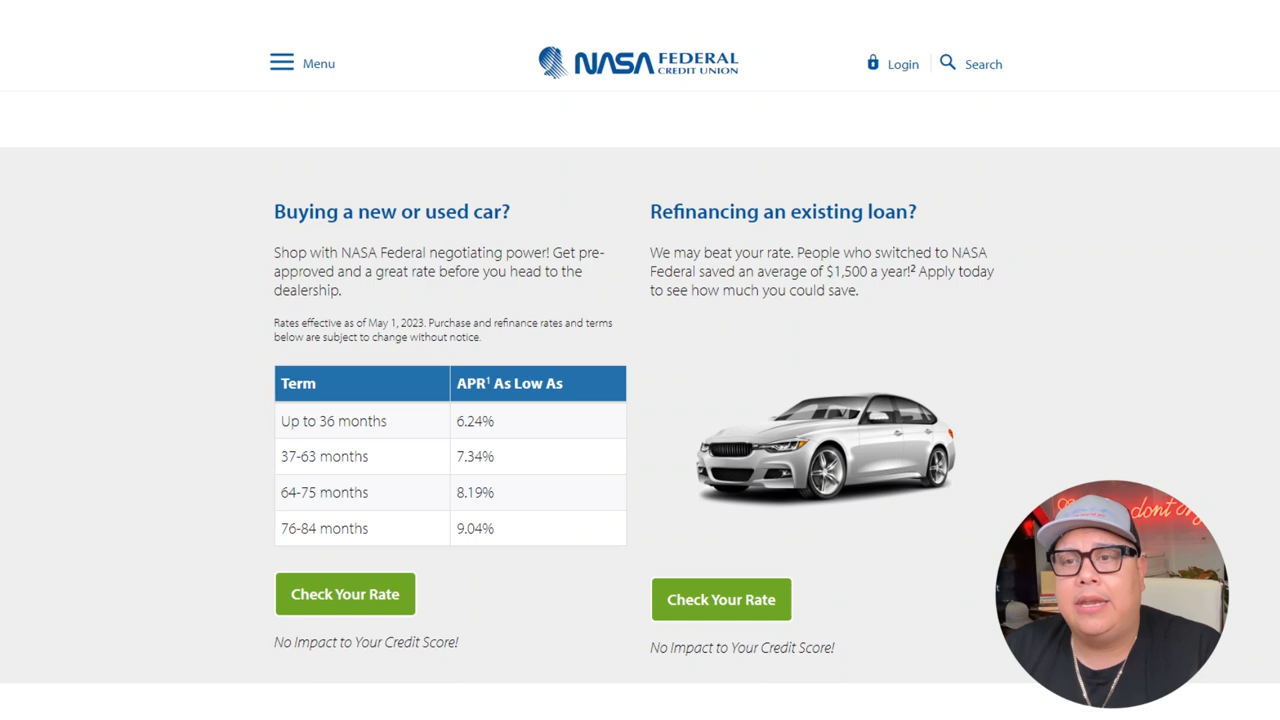 Menu
NASA FEDERAL
CREDIT UNION
Login
Search
Buying a new or used car?
Shop with NASA Federal negotiating power! Get pre-
approved and a great rate before you head to the
dealership.
Rates effective as of May 1, 2023. Purchase and refinance rates and terms
below are subject to change without notice.
Term APR¹ As Low As
Up to 36 months 6.24%
37-63 months 7.34%
64-75 months 8.19%
76-84 months 9.04%
Check Your Rate
No Impact to Your Credit Score!
Refinancing an existing loan?
We may beat your rate. People who switched to NASA
Federal saved an average of $1,500 a year!² Apply today
to see how much you could save.
Check Your Rate
No Impact to Your Credit Score!
dont